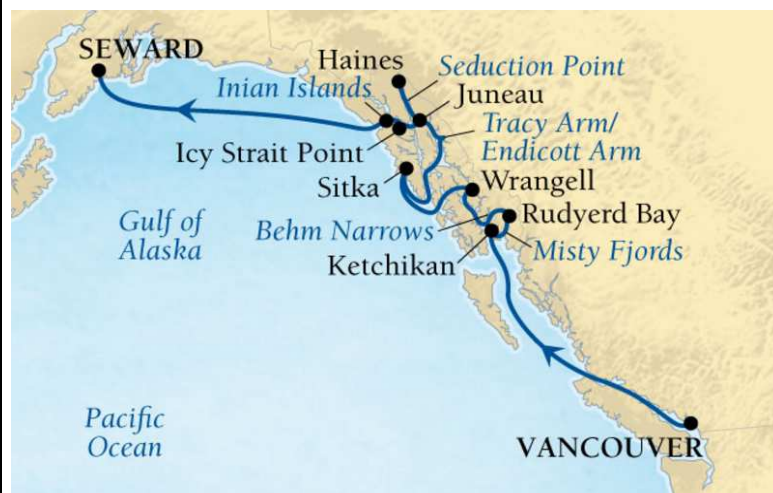 SEWARD
Haines
Seduction Point
Inian Islands
Juneau
Tracy Arm/
Endicott Arm
Icy Strait Point
Sitka
Wrangell
Rudyerd Bay
Gulf of
Alaska
Behm Narrows
Misty Fjords
Ketchikan
Pacific
Ocean
VANCOUVER